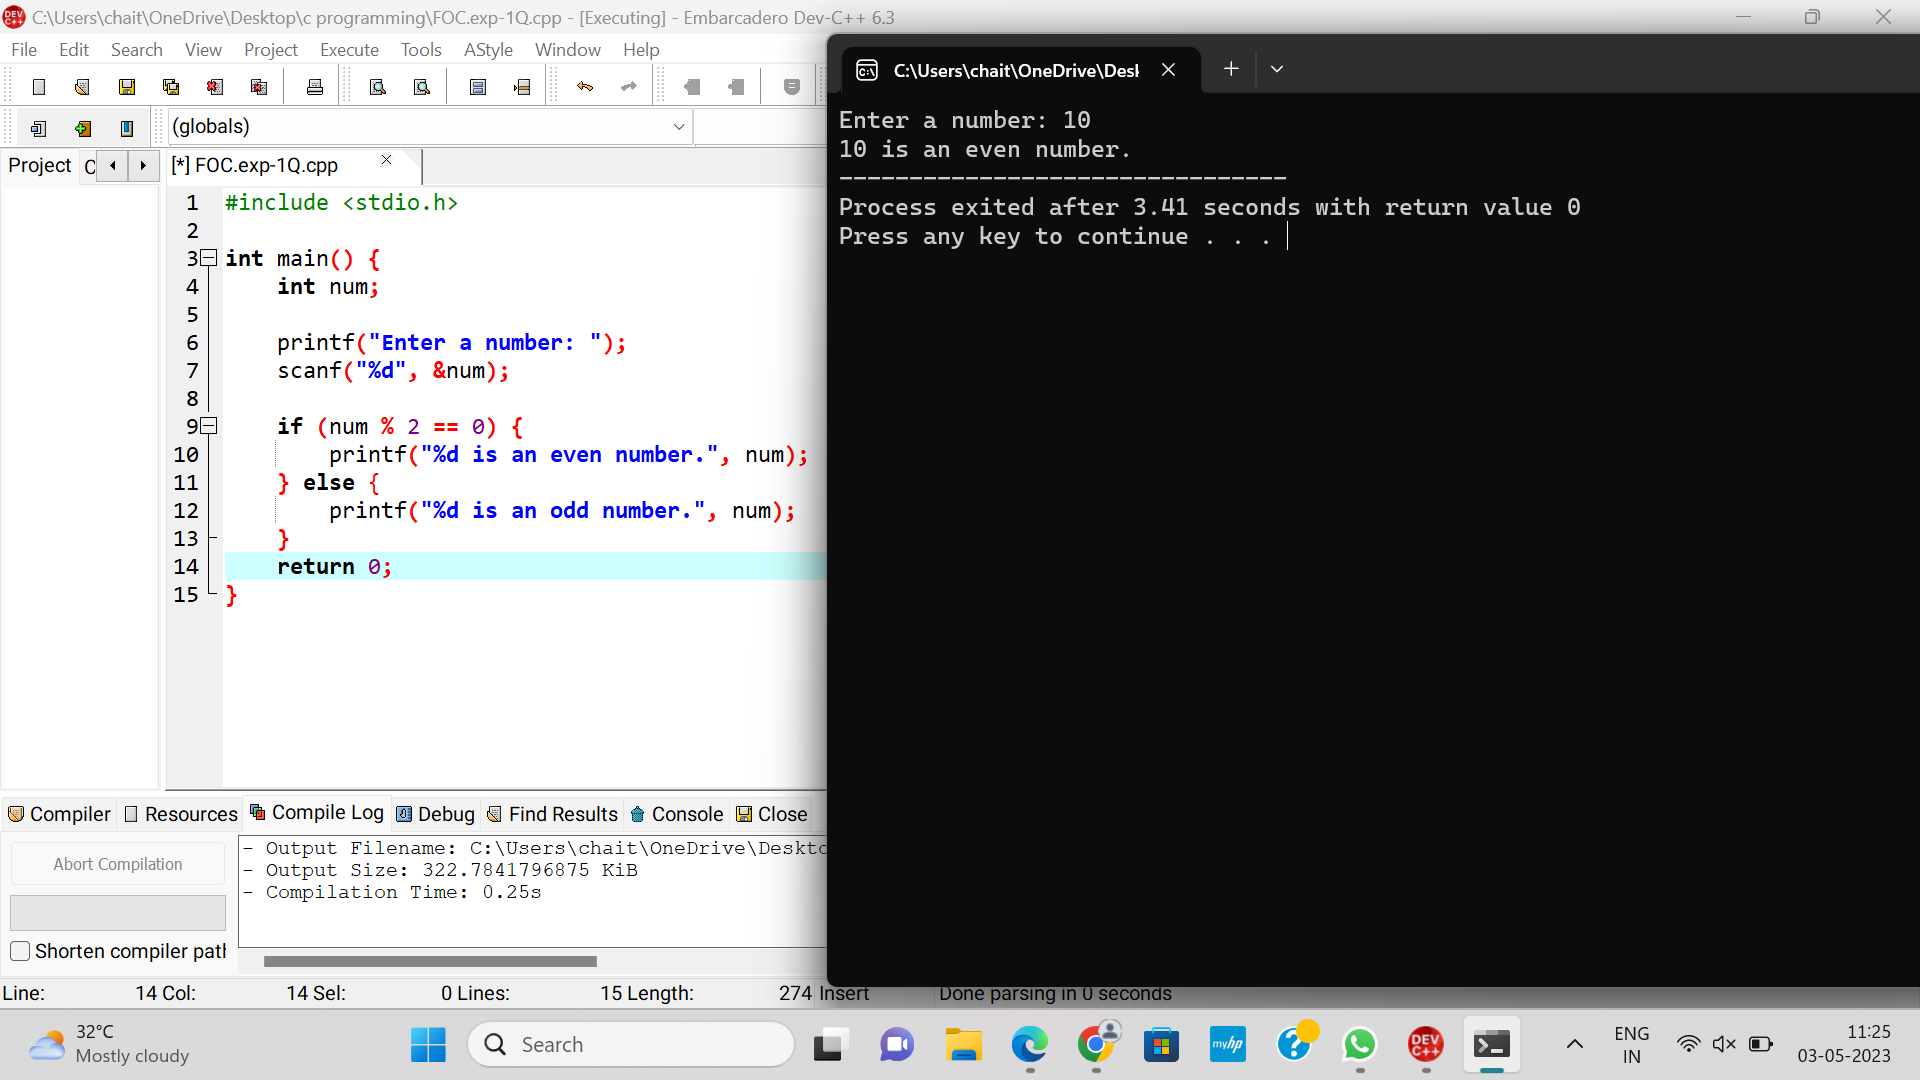 C:\Users\chait\OneDrive\Desktop\c programming\FOC.exp-1Q.cpp - [Executing] - Embarcadero Dev-C++ 6.3
File Edit Search View Project Execute Tools AStyle Window Help
(globals)
Project C
[*] FOC.exp-1Q.cpp
1 #include <stdio.h>
2
3 int main() {
4     int num;
5
6     printf("Enter a number: ");
7     scanf("%d", &num);
8
9     if (num % 2 == 0) {
10         printf("%d is an even number.", num);
11     } else {
12         printf("%d is an odd number.", num);
13     }
14     return 0;
15 }
C:\Users\chait\OneDrive\Desl
Enter a number: 10
10 is an even number.
--------------------------------
Process exited after 3.41 seconds with return value 0
Press any key to continue . . .
Compiler Resources Compile Log Debug Find Results Console Close
Abort Compilation
Shorten compiler pat
- Output Filename: C:\Users\chait\OneDrive\Deskto
- Output Size: 322.7841796875 KiB
- Compilation Time: 0.25s
Line: 14 Col: 14 Sel: 0 Lines: 15 Length: 274 Insert Done parsing in 0 seconds
32°C
Mostly cloudy
Search
myhp
DEV C++
ENG
IN
11:25
03-05-2023